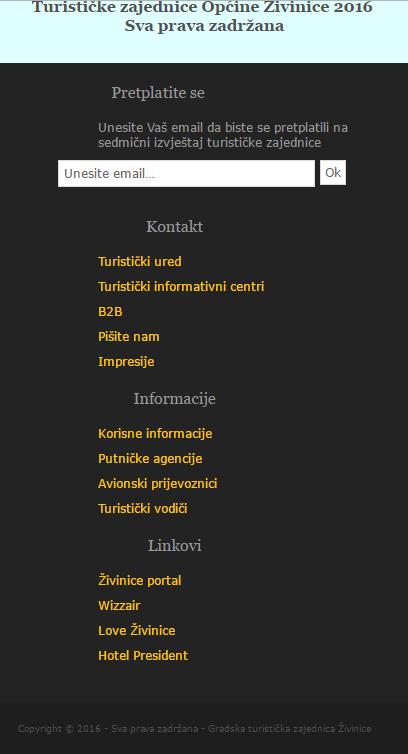 Turističke zajednice Općine Živinice 2016
Sva prava zadržana
Pretplatite se
Unesite Vaš email da biste se pretplatili na
sedmični izvještaj turističke zajednice
Unesite email...
Ok
Kontakt
Turistički ured
Turistički informativni centri
B2B
Pišite nam
Impresije
Informacije
Korisne informacije
Putničke agencije
Avionski prijevoznici
Turistički vodiči
Linkovi
Živinice portal
Wizzair
Love Živinice
Hotel President
Copyright © 2016 - Sva prava zadržana - Gradska turistička zajednica Živinice